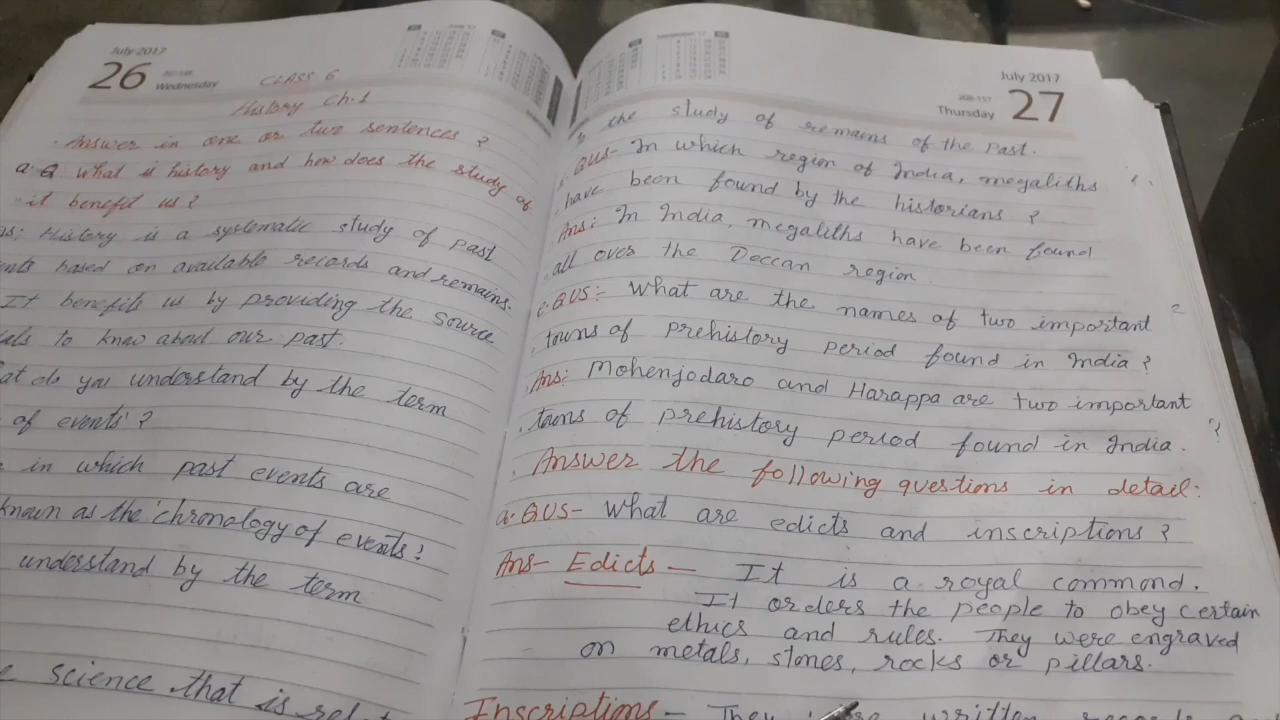 July 2017
26
Wednesday
CLASS 6
History Ch.1
Answer in one or two sentences ?
a. Q What is history and how does the study of
it benefit us ?
History is a systematic study of past
based on available records and remains.
It benefits us by providing the source
to know about our past.
do you understand by the term
of events' ?
in which past events are
known as the 'chronology of events!
understand by the term
science that is
July 2017
Thursday
27
the study of remains of the past.
QUS- In which region of India, megaliths
have been found by the historians ?
Ans: In India, megaliths have been found
all over the Deccan region.
e. QUS:- What are the names of two important
towns of prehistory period found in India ?
Ans: Mohenjodaro and Harappa are two important
towns of prehistory period found in India.
Answer the following questions in detail:
a. QUS- What are edicts and inscriptions ?
Ans- Edicts - It is a royal commond.
It orders the people to obey certain
ethics and rules. They were engraved
on metals, stones, rocks or pillars.
Inscriptions - They written